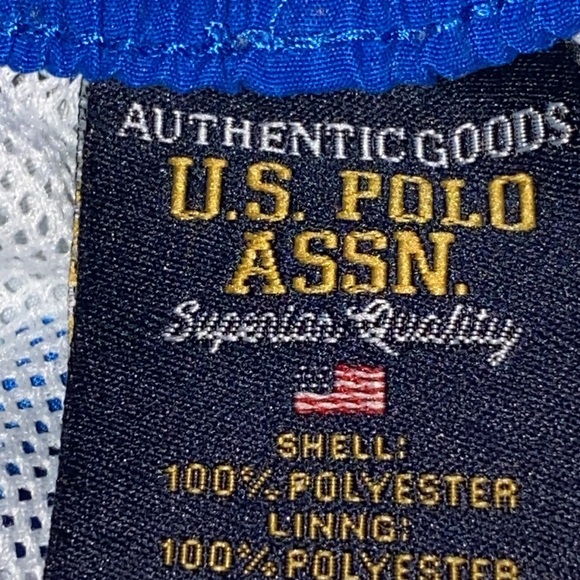 AUTHENTIC GOODS
U.S. POLO
ASSN.
Superior Quality
SHELL:
100% POLYESTER
LINNG:
100% POLYESTER